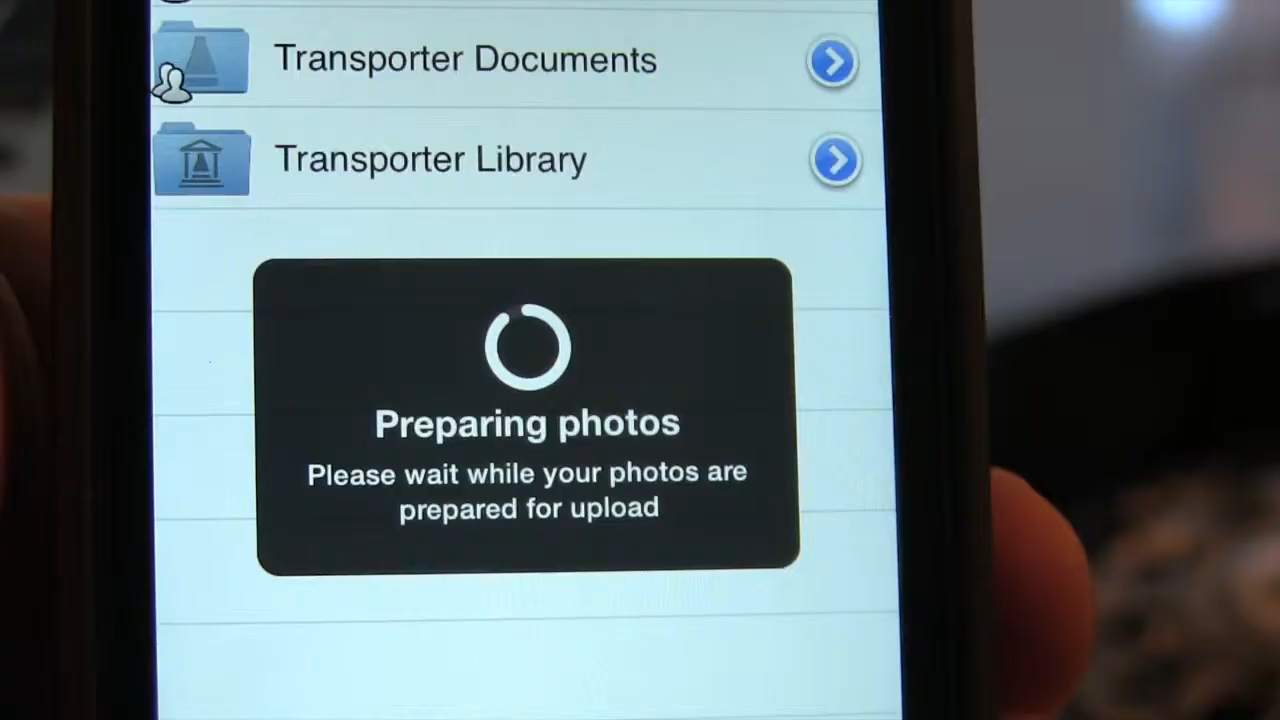 Transporter Documents
Transporter Library
Preparing photos
Please wait while your photos are
prepared for upload